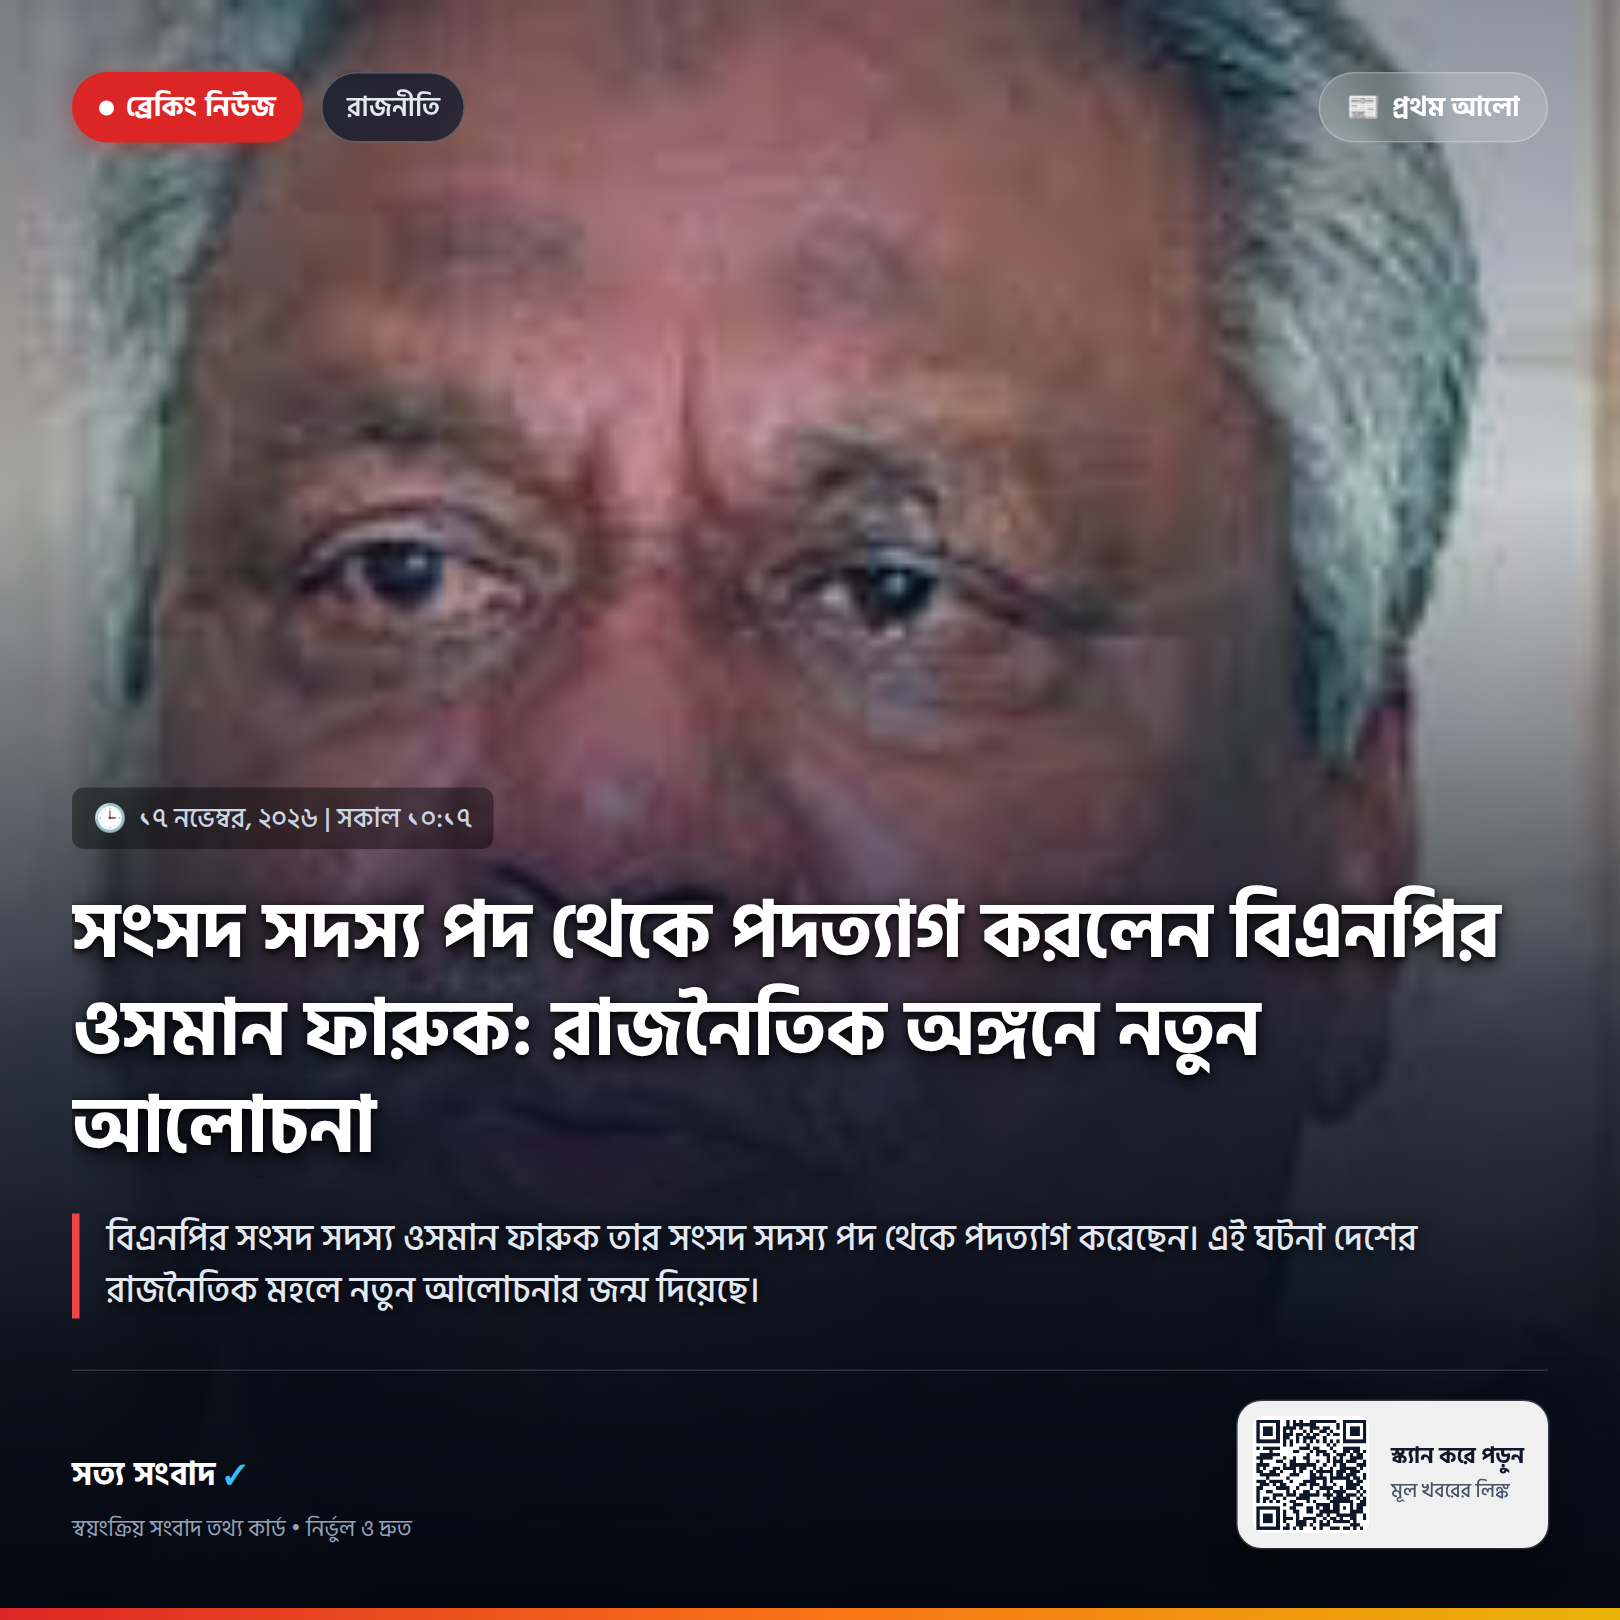 ব্রেকিং নিউজ
রাজনীতি
প্রথম আলো
১৭ নভেম্বর, ২০২৬ | সকাল ১০:১৭
সংসদ সদস্য পদ থেকে পদত্যাগ করলেন বিএনপির
ওসমান ফারুক: রাজনৈতিক অঙ্গনে নতুন
আলোচনা
বিএনপির সংসদ সদস্য ওসমান ফারুক তার সংসদ সদস্য পদ থেকে পদত্যাগ করেছেন। এই ঘটনা দেশের
রাজনৈতিক মহলে নতুন আলোচনার জন্ম দিয়েছে।
সত্য সংবাদ ✓
স্বয়ংক্রিয় সংবাদ তথ্য কার্ড • নির্ভুল ও দ্রুত
স্ক্যান করে পড়ুন
মূল খবরের লিঙ্ক